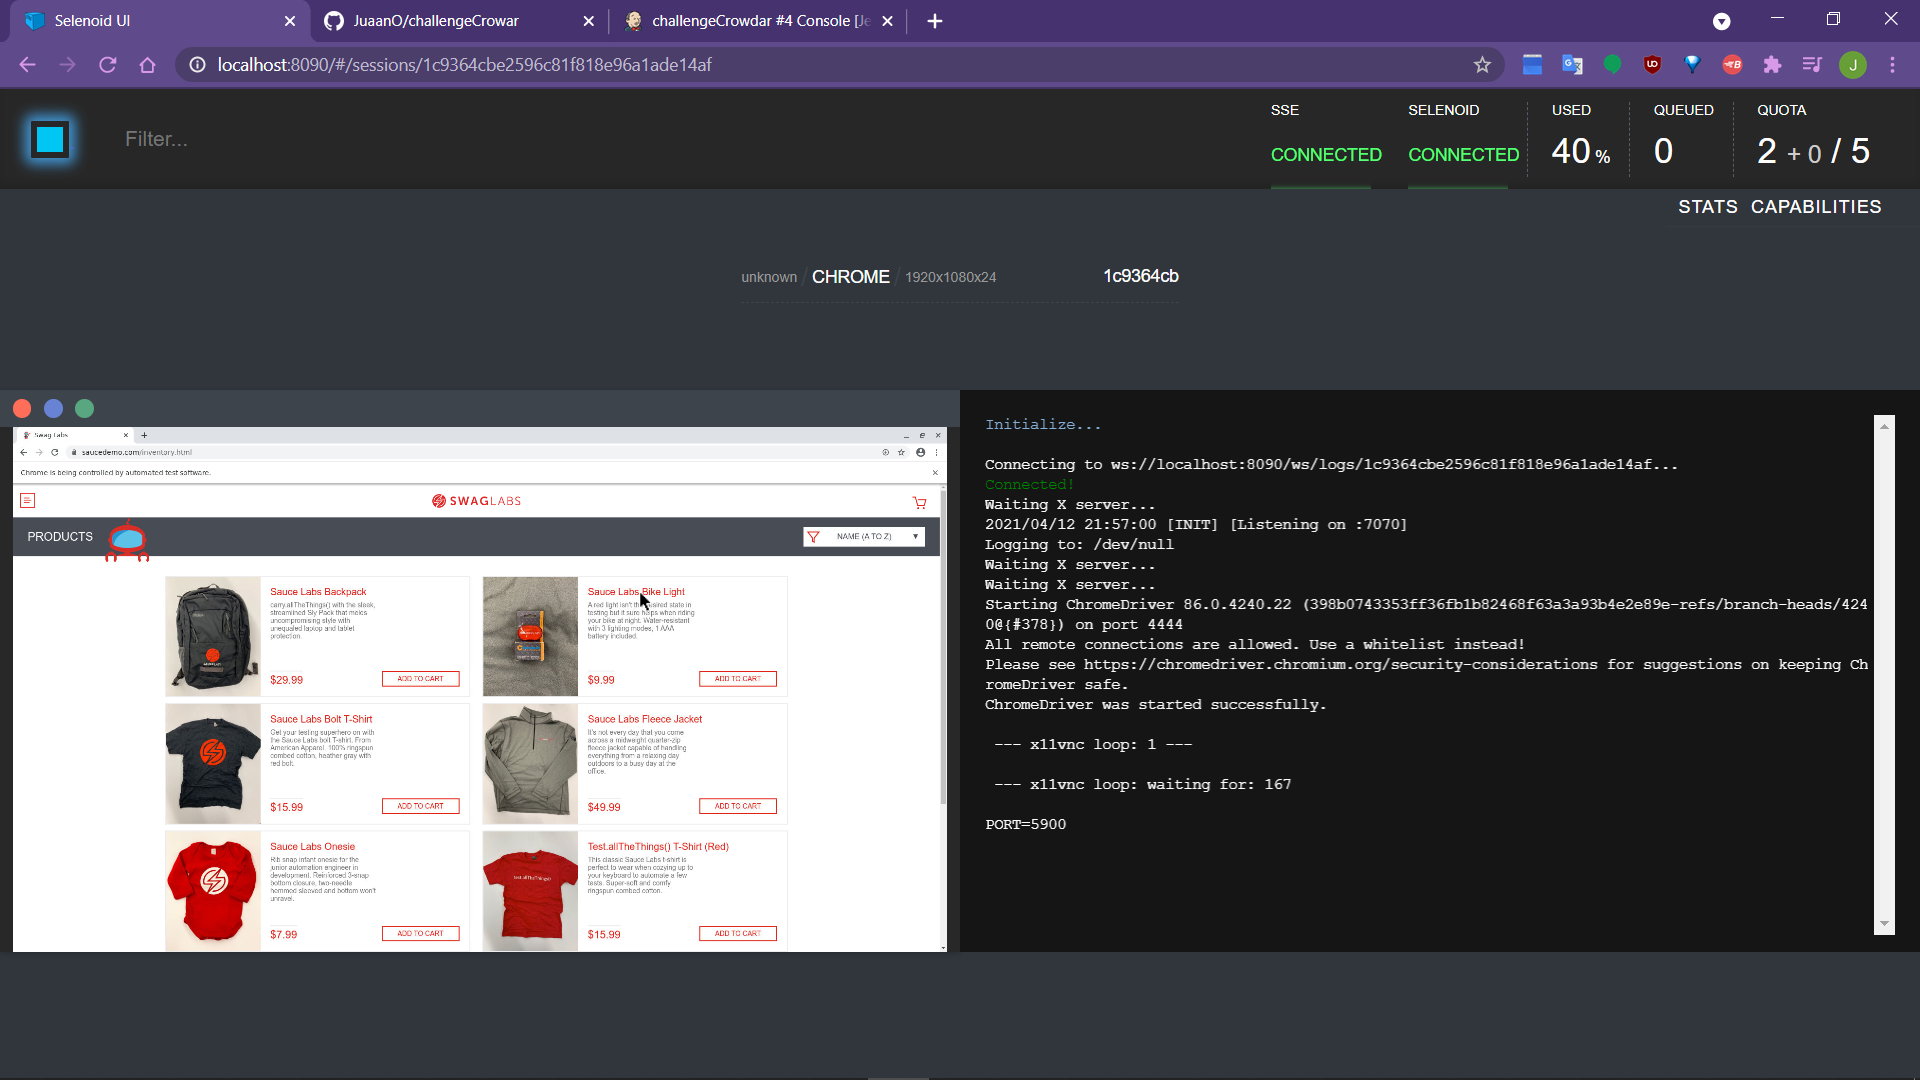 Selenoid UI
JuaanO/challengeCrowar
challengeCrowdar #4 Console [Je
localhost:8090/#/sessions/1c9364cbe2596c81f818e96a1ade14af
J
Filter...
SSE
CONNECTED
SELENOID
CONNECTED
USED
40 %
QUEUED
0
QUOTA
2 + 0 / 5
STATS CAPABILITIES
unknown / CHROME / 1920x1080x24 1c9364cb
Swag Labs
saucedemo.com/inventory.html
Chrome is being controlled by automated test software.
SWAGLABS
PRODUCTS
NAME (A TO Z)
Sauce Labs Backpack
carry.allTheThings() with the sleek,
streamlined Sly Pack that melds
uncompromising style with
unequaled laptop and tablet
protection.
$29.99
ADD TO CART
Sauce Labs Bike Light
A red light isn't the desired state in
testing but it sure helps when riding
your bike at night. Water-resistant
with 3 lighting modes, 1 AAA
battery included.
$9.99
ADD TO CART
Sauce Labs Bolt T-Shirt
Get your testing superhero on with
the Sauce Labs bolt T-shirt. From
American Apparel, 100% ringspun
combed cotton, heather gray with
red bolt.
$15.99
ADD TO CART
Sauce Labs Fleece Jacket
It's not every day that you come
across a midweight quarter-zip
fleece jacket capable of handling
everything from a relaxing day
outdoors to a busy day at the
office.
$49.99
ADD TO CART
Sauce Labs Onesie
Rib snap infant onesie for the
junior automation engineer in
development. Reinforced 3-snap
bottom closure, two-needle
hemmed sleeved and bottom won't
unravel.
$7.99
ADD TO CART
Test.allTheThings() T-Shirt (Red)
This classic Sauce Labs t-shirt is
perfect to wear when cozying up to
your keyboard to automate a few
tests. Super-soft and comfy
ringspun combed cotton.
$15.99
ADD TO CART
Initialize...
Connecting to ws://localhost:8090/ws/logs/1c9364cbe2596c81f818e96a1ade14af...
Connected!
Waiting X server...
2021/04/12 21:57:00 [INIT] [Listening on :7070]
Logging to: /dev/null
Waiting X server...
Waiting X server...
Starting ChromeDriver 86.0.4240.22 (398b0743353ff36fb1b82468f63a3a93b4e2e89e-refs/branch-heads/424
0@{#378}) on port 4444
All remote connections are allowed. Use a whitelist instead!
Please see https://chromedriver.chromium.org/security-considerations for suggestions on keeping Ch
romeDriver safe.
ChromeDriver was started successfully.
--- x11vnc loop: 1 ---
--- x11vnc loop: waiting for: 167
PORT=5900